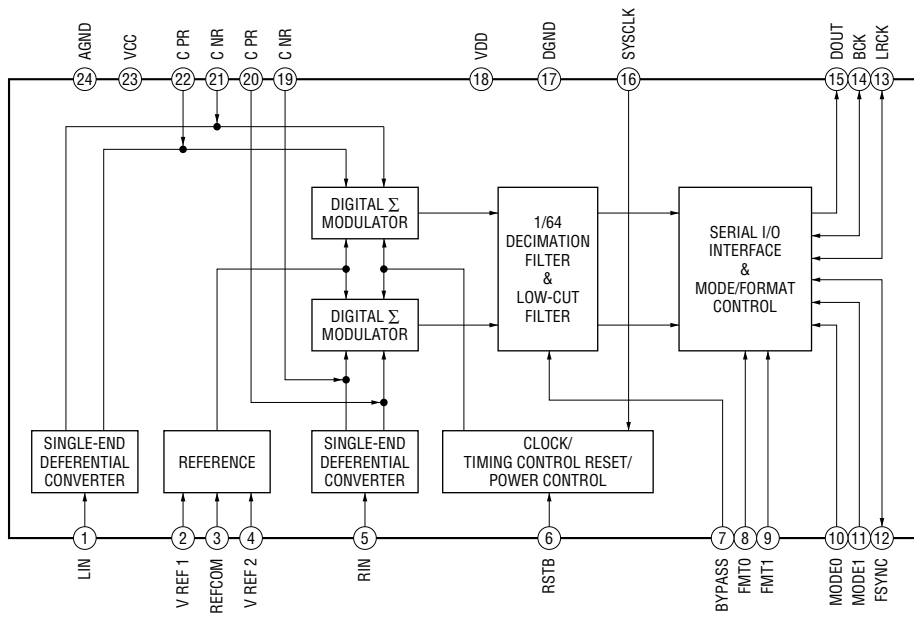 AGND
VCC
C PR
C NR
C PR
C NR
VDD
DGND
SYSCLK
DOUT
BCK
LRCK
24
23
22
21
20
19
18
17
16
15
14
13
DIGITAL Σ
MODULATOR
1/64
DECIMATION
FILTER
&
LOW-CUT
FILTER
SERIAL I/O
INTERFACE
&
MODE/FORMAT
CONTROL
DIGITAL Σ
MODULATOR
SINGLE-END
DEFERENTIAL
CONVERTER
REFERENCE
SINGLE-END
DEFERENTIAL
CONVERTER
CLOCK/
TIMING CONTROL RESET/
POWER CONTROL
1
2
3
4
5
6
7
8
9
10
11
12
LIN
V REF 1
REFCOM
V REF 2
RIN
RSTB
BYPASS
FMT0
FMT1
MODE0
MODE1
FSYNC